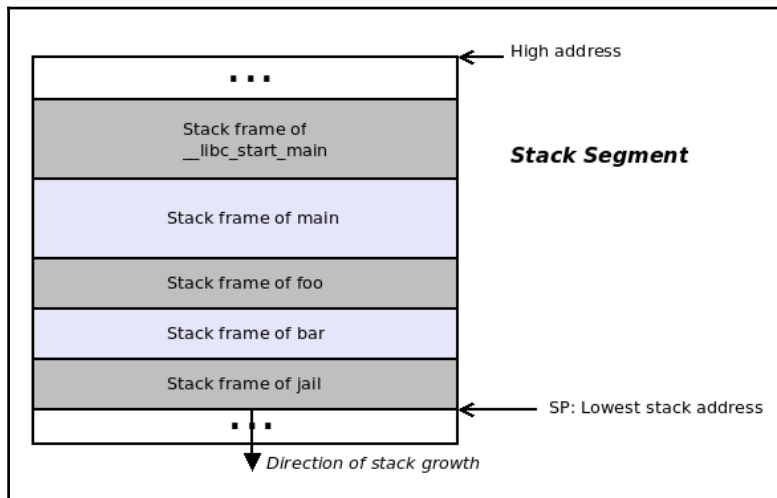 High address
...
Stack frame of
__libc_start_main
Stack Segment
Stack frame of main
Stack frame of foo
Stack frame of bar
Stack frame of jail
SP: Lowest stack address
...
Direction of stack growth